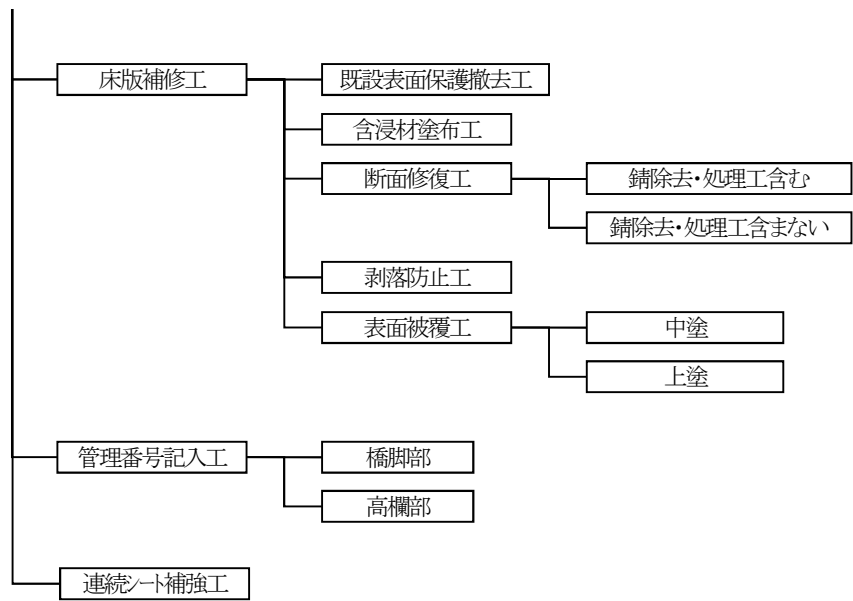 床版補修工
既設表面保護撤去工
含浸材塗布工
断面修復工
錆除去・処理工含む
錆除去・処理工含まない
剥落防止工
表面被覆工
中塗
上塗
管理番号記入工
橋脚部
高欄部
連続シート補強工